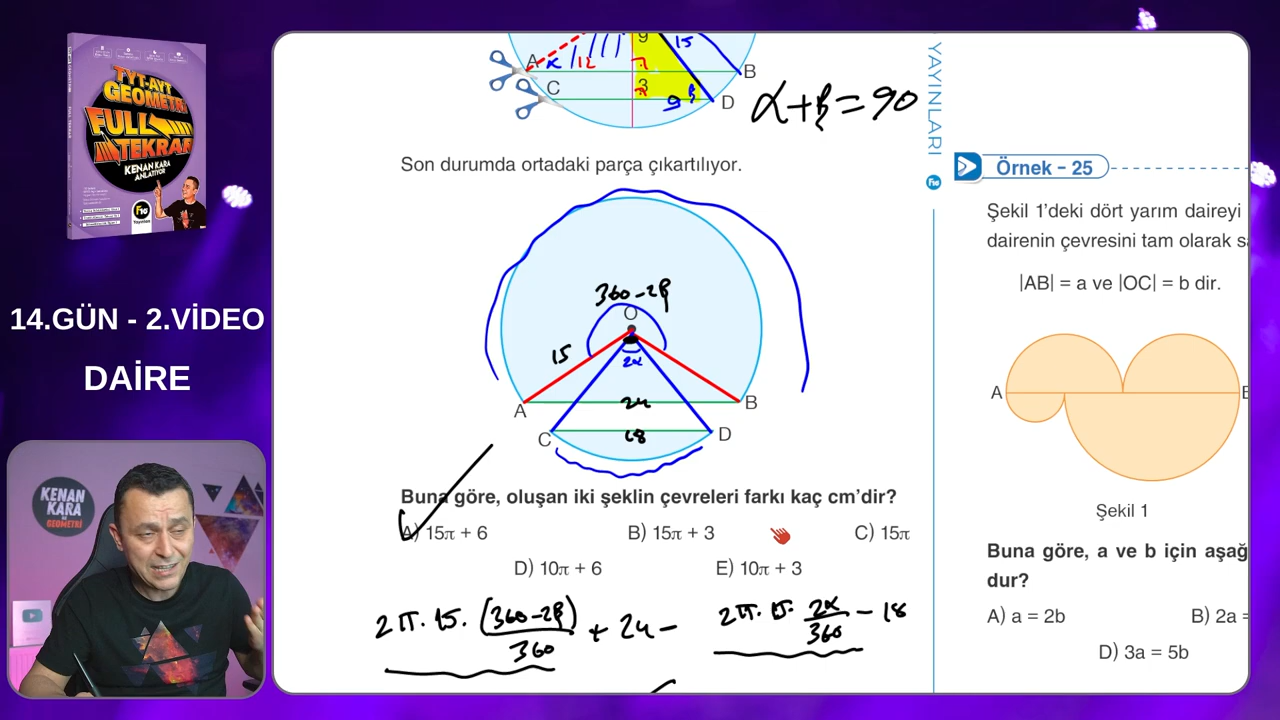 TYT-AYT
GEOMETRİ
FULL
TEKRAR
KENAN KARA
ANLATIYOR
14.GÜN - 2.VİDEO
DAİRE
KENAN
KARA
GEOMETRİ
A
α
12
9
15
B
C
3
9
β
D
α+β=90
Son durumda ortadaki parça çıkartılıyor.
360-2β
O
15
2α
A
24
B
C
18
D
Buna göre, oluşan iki şeklin çevreleri farkı kaç cm'dir?
A) 15π + 6
B) 15π + 3
C) 15π
D) 10π + 6
E) 10π + 3
2π.15.(360-2β)/360 + 24 - 2π.15.2α/360 - 18
YAYINLARI
Örnek - 25
Şekil 1'deki dört yarım daireyi
dairenin çevresini tam olarak
|AB| = a ve |OC| = b dir.
A
Şekil 1
Buna göre, a ve b için aşağ
dur?
A) a = 2b
B) 2a =
D) 3a = 5b